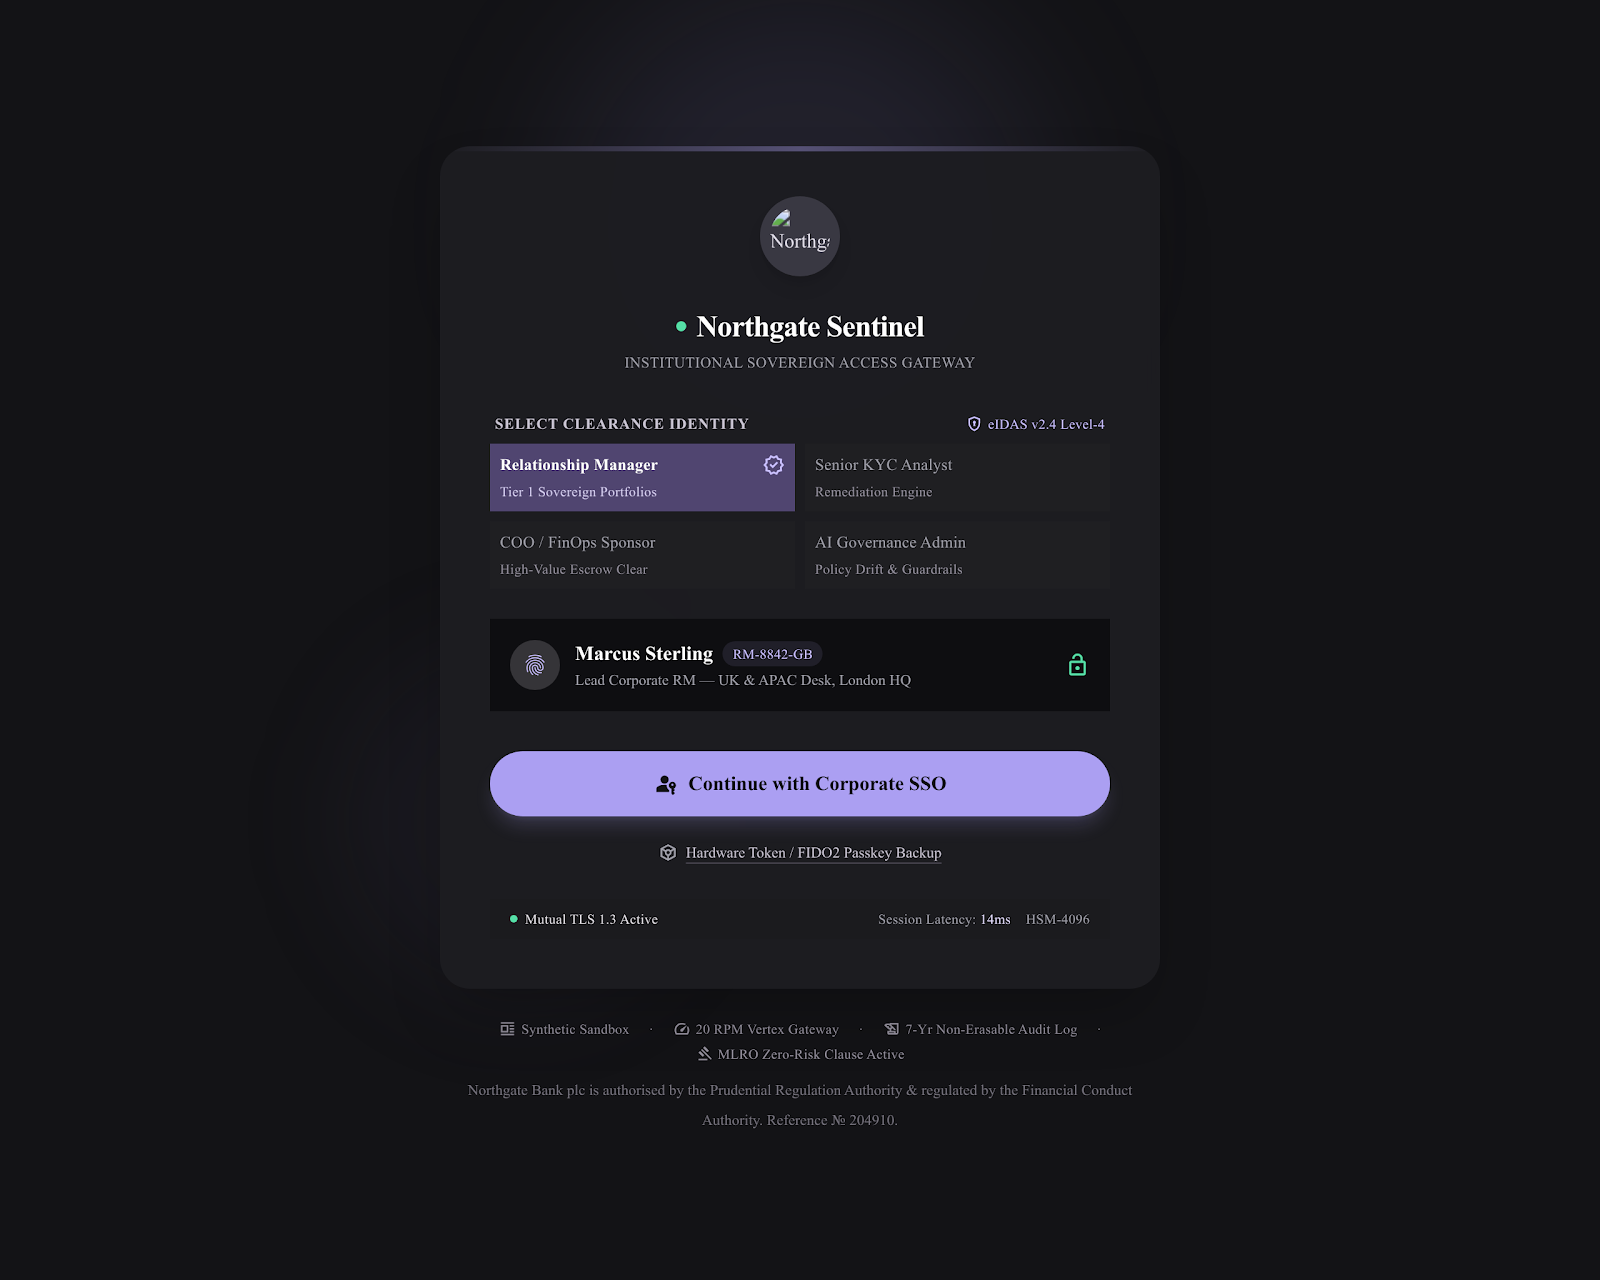 Northg
Northgate Sentinel
INSTITUTIONAL SOVEREIGN ACCESS GATEWAY
SELECT CLEARANCE IDENTITY
eIDAS v2.4 Level-4
Relationship Manager
Tier 1 Sovereign Portfolios
Senior KYC Analyst
Remediation Engine
COO / FinOps Sponsor
High-Value Escrow Clear
AI Governance Admin
Policy Drift & Guardrails
Marcus Sterling RM-8842-GB
Lead Corporate RM — UK & APAC Desk, London HQ
Continue with Corporate SSO
Hardware Token / FIDO2 Passkey Backup
Mutual TLS 1.3 Active
Session Latency: 14ms HSM-4096
Synthetic Sandbox · 20 RPM Vertex Gateway · 7-Yr Non-Erasable Audit Log ·
MLRO Zero-Risk Clause Active
Northgate Bank plc is authorised by the Prudential Regulation Authority & regulated by the Financial Conduct
Authority. Reference № 204910.